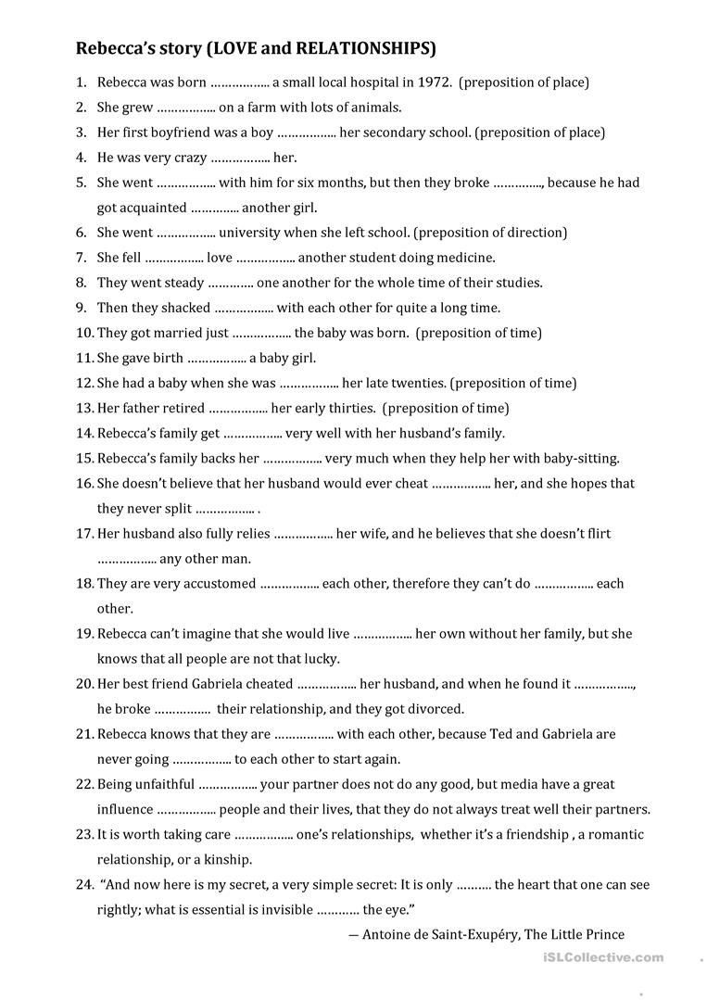 Rebecca’s story (LOVE and RELATIONSHIPS)
1. Rebecca was born …………….. a small local hospital in 1972. (preposition of place)
2. She grew …………….. on a farm with lots of animals.
3. Her first boyfriend was a boy …………….. her secondary school. (preposition of place)
4. He was very crazy …………….. her.
5. She went …………….. with him for six months, but then they broke ………….., because he had
got acquainted ………….. another girl.
6. She went …………….. university when she left school. (preposition of direction)
7. She fell …………….. love …………….. another student doing medicine.
8. They went steady …………. one another for the whole time of their studies.
9. Then they shacked …………….. with each other for quite a long time.
10. They got married just …………….. the baby was born. (preposition of time)
11. She gave birth …………….. a baby girl.
12. She had a baby when she was …………….. her late twenties. (preposition of time)
13. Her father retired …………….. her early thirties. (preposition of time)
14. Rebecca’s family get …………….. very well with her husband’s family.
15. Rebecca’s family backs her …………….. very much when they help her with baby-sitting.
16. She doesn’t believe that her husband would ever cheat …………….. her, and she hopes that
they never split …………….. .
17. Her husband also fully relies …………….. her wife, and he believes that she doesn’t flirt
…………….. any other man.
18. They are very accustomed …………….. each other, therefore they can’t do …………….. each
other.
19. Rebecca can’t imagine that she would live …………….. her own without her family, but she
knows that all people are not that lucky.
20. Her best friend Gabriela cheated …………….. her husband, and when he found it ……………..,
he broke ……………. their relationship, and they got divorced.
21. Rebecca knows that they are …………….. with each other, because Ted and Gabriela are
never going …………….. to each other to start again.
22. Being unfaithful …………….. your partner does not do any good, but media have a great
influence …………….. people and their lives, that they do not always treat well their partners.
23. It is worth taking care …………….. one’s relationships, whether it’s a friendship , a romantic
relationship, or a kinship.
24. “And now here is my secret, a very simple secret: It is only ………. the heart that one can see
rightly; what is essential is invisible ………… the eye.”
— Antoine de Saint-Exupéry, The Little Prince
iSLCollective.com